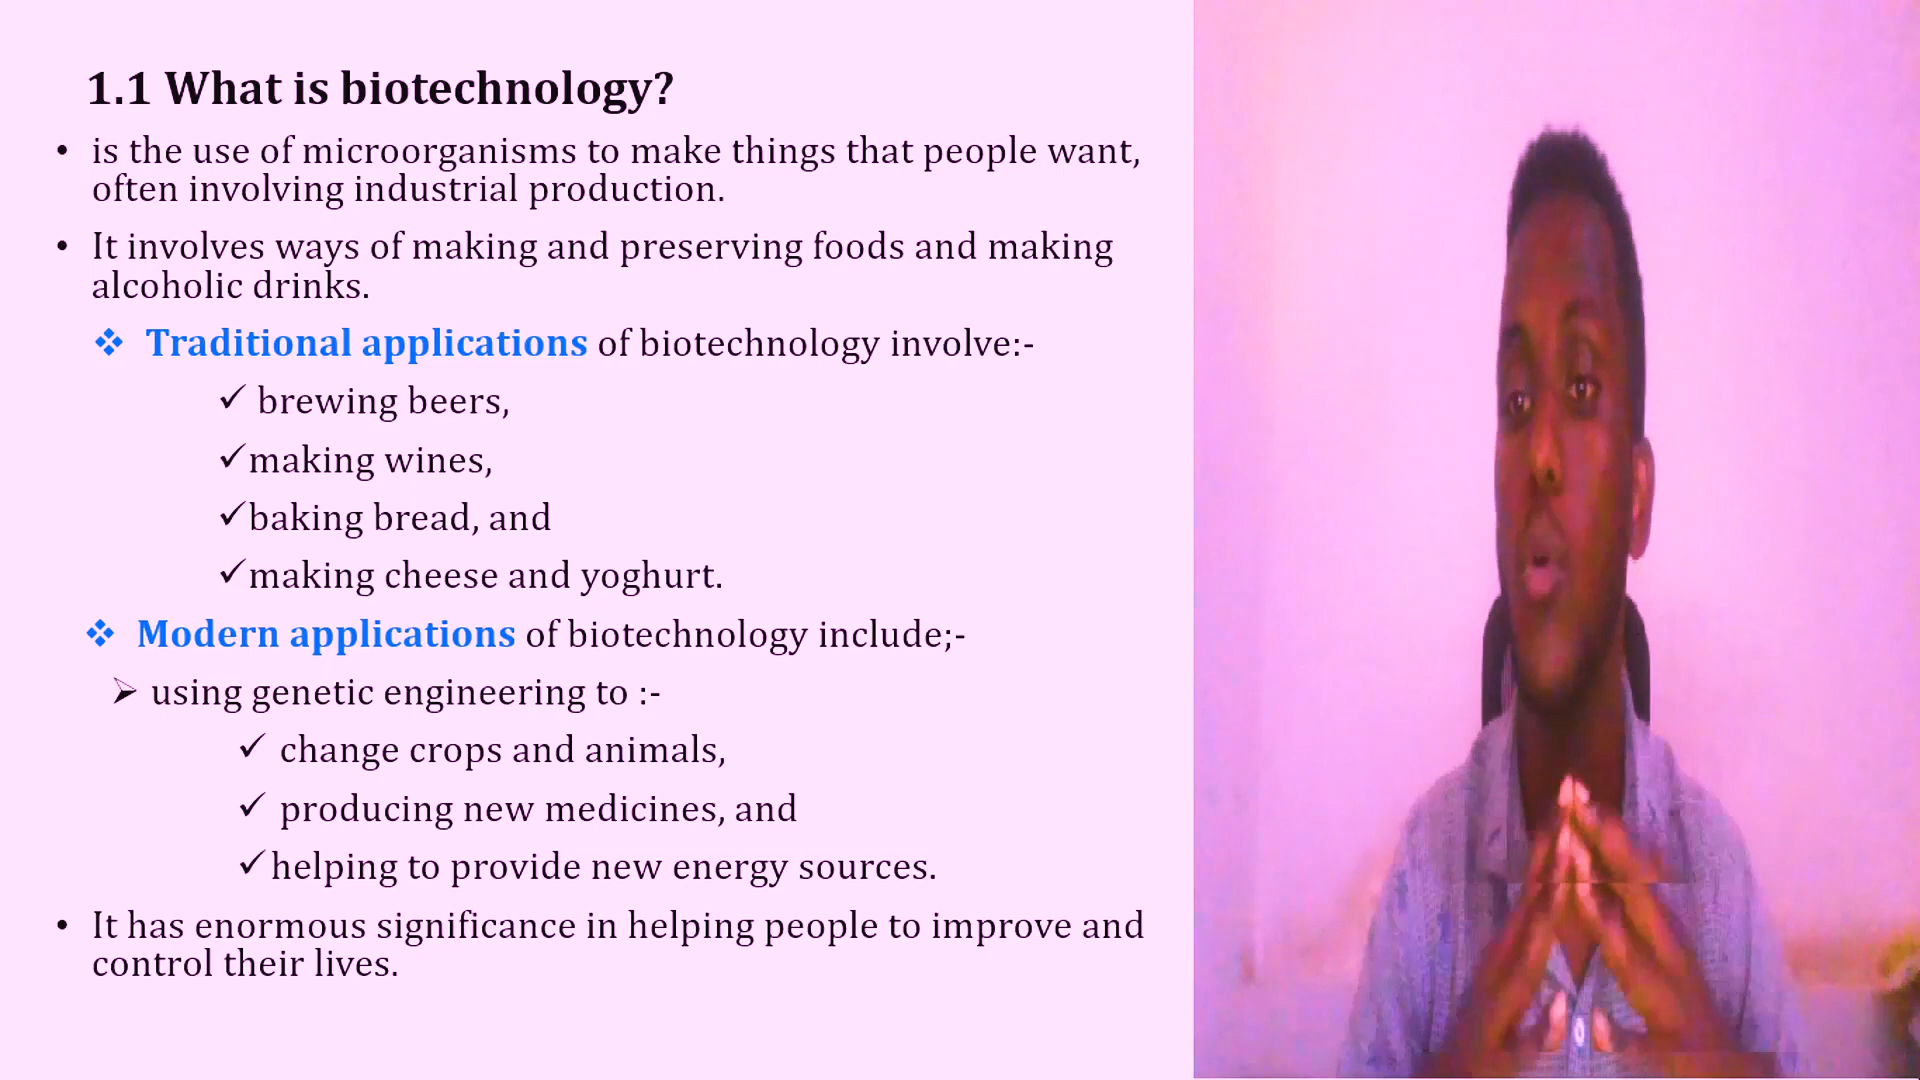 1.1 What is biotechnology?
• is the use of microorganisms to make things that people want,
often involving industrial production.
• It involves ways of making and preserving foods and making
alcoholic drinks.
❖ Traditional applications of biotechnology involve:-
✓ brewing beers,
✓making wines,
✓baking bread, and
✓making cheese and yoghurt.
❖ Modern applications of biotechnology include;-
➢ using genetic engineering to :-
✓ change crops and animals,
✓ producing new medicines, and
✓helping to provide new energy sources.
• It has enormous significance in helping people to improve and
control their lives.